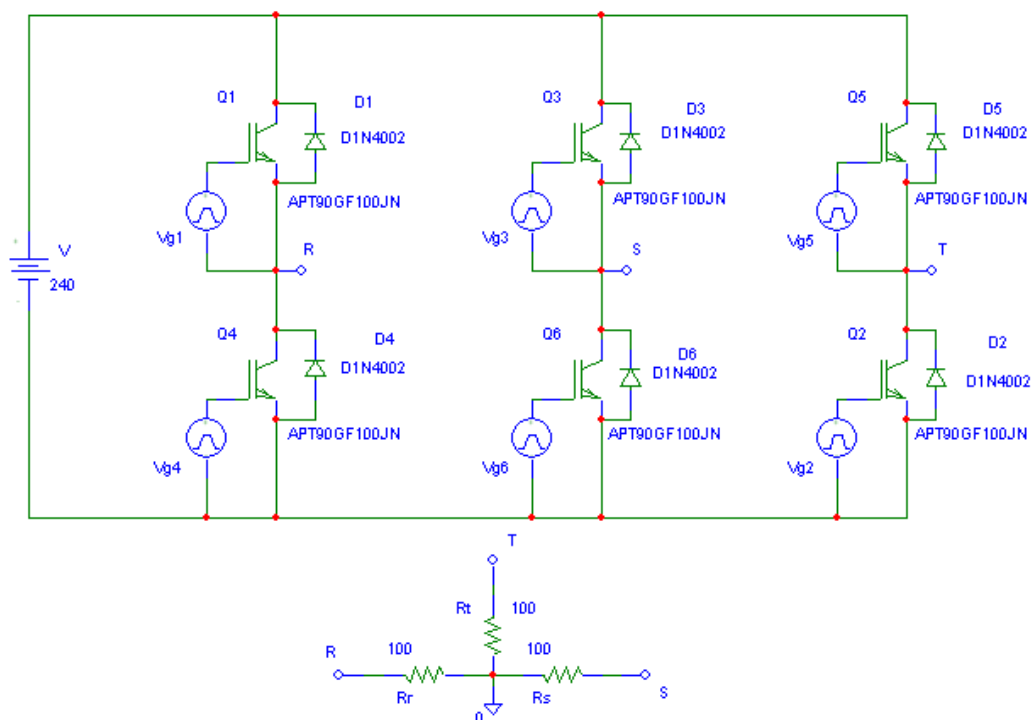 Q1
D1
D1N4002
APT90GF100JN
Vg1
R
Q3
D3
D1N4002
APT90GF100JN
Vg3
S
Q5
D5
D1N4002
APT90GF100JN
Vg5
T
V
240
Q4
D4
D1N4002
APT90GF100JN
Vg4
Q6
D6
D1N4002
APT90GF100JN
Vg6
Q2
D2
D1N4002
APT90GF100JN
Vg2
T
Rt
100
R
100
Rr
100
Rs
S
0